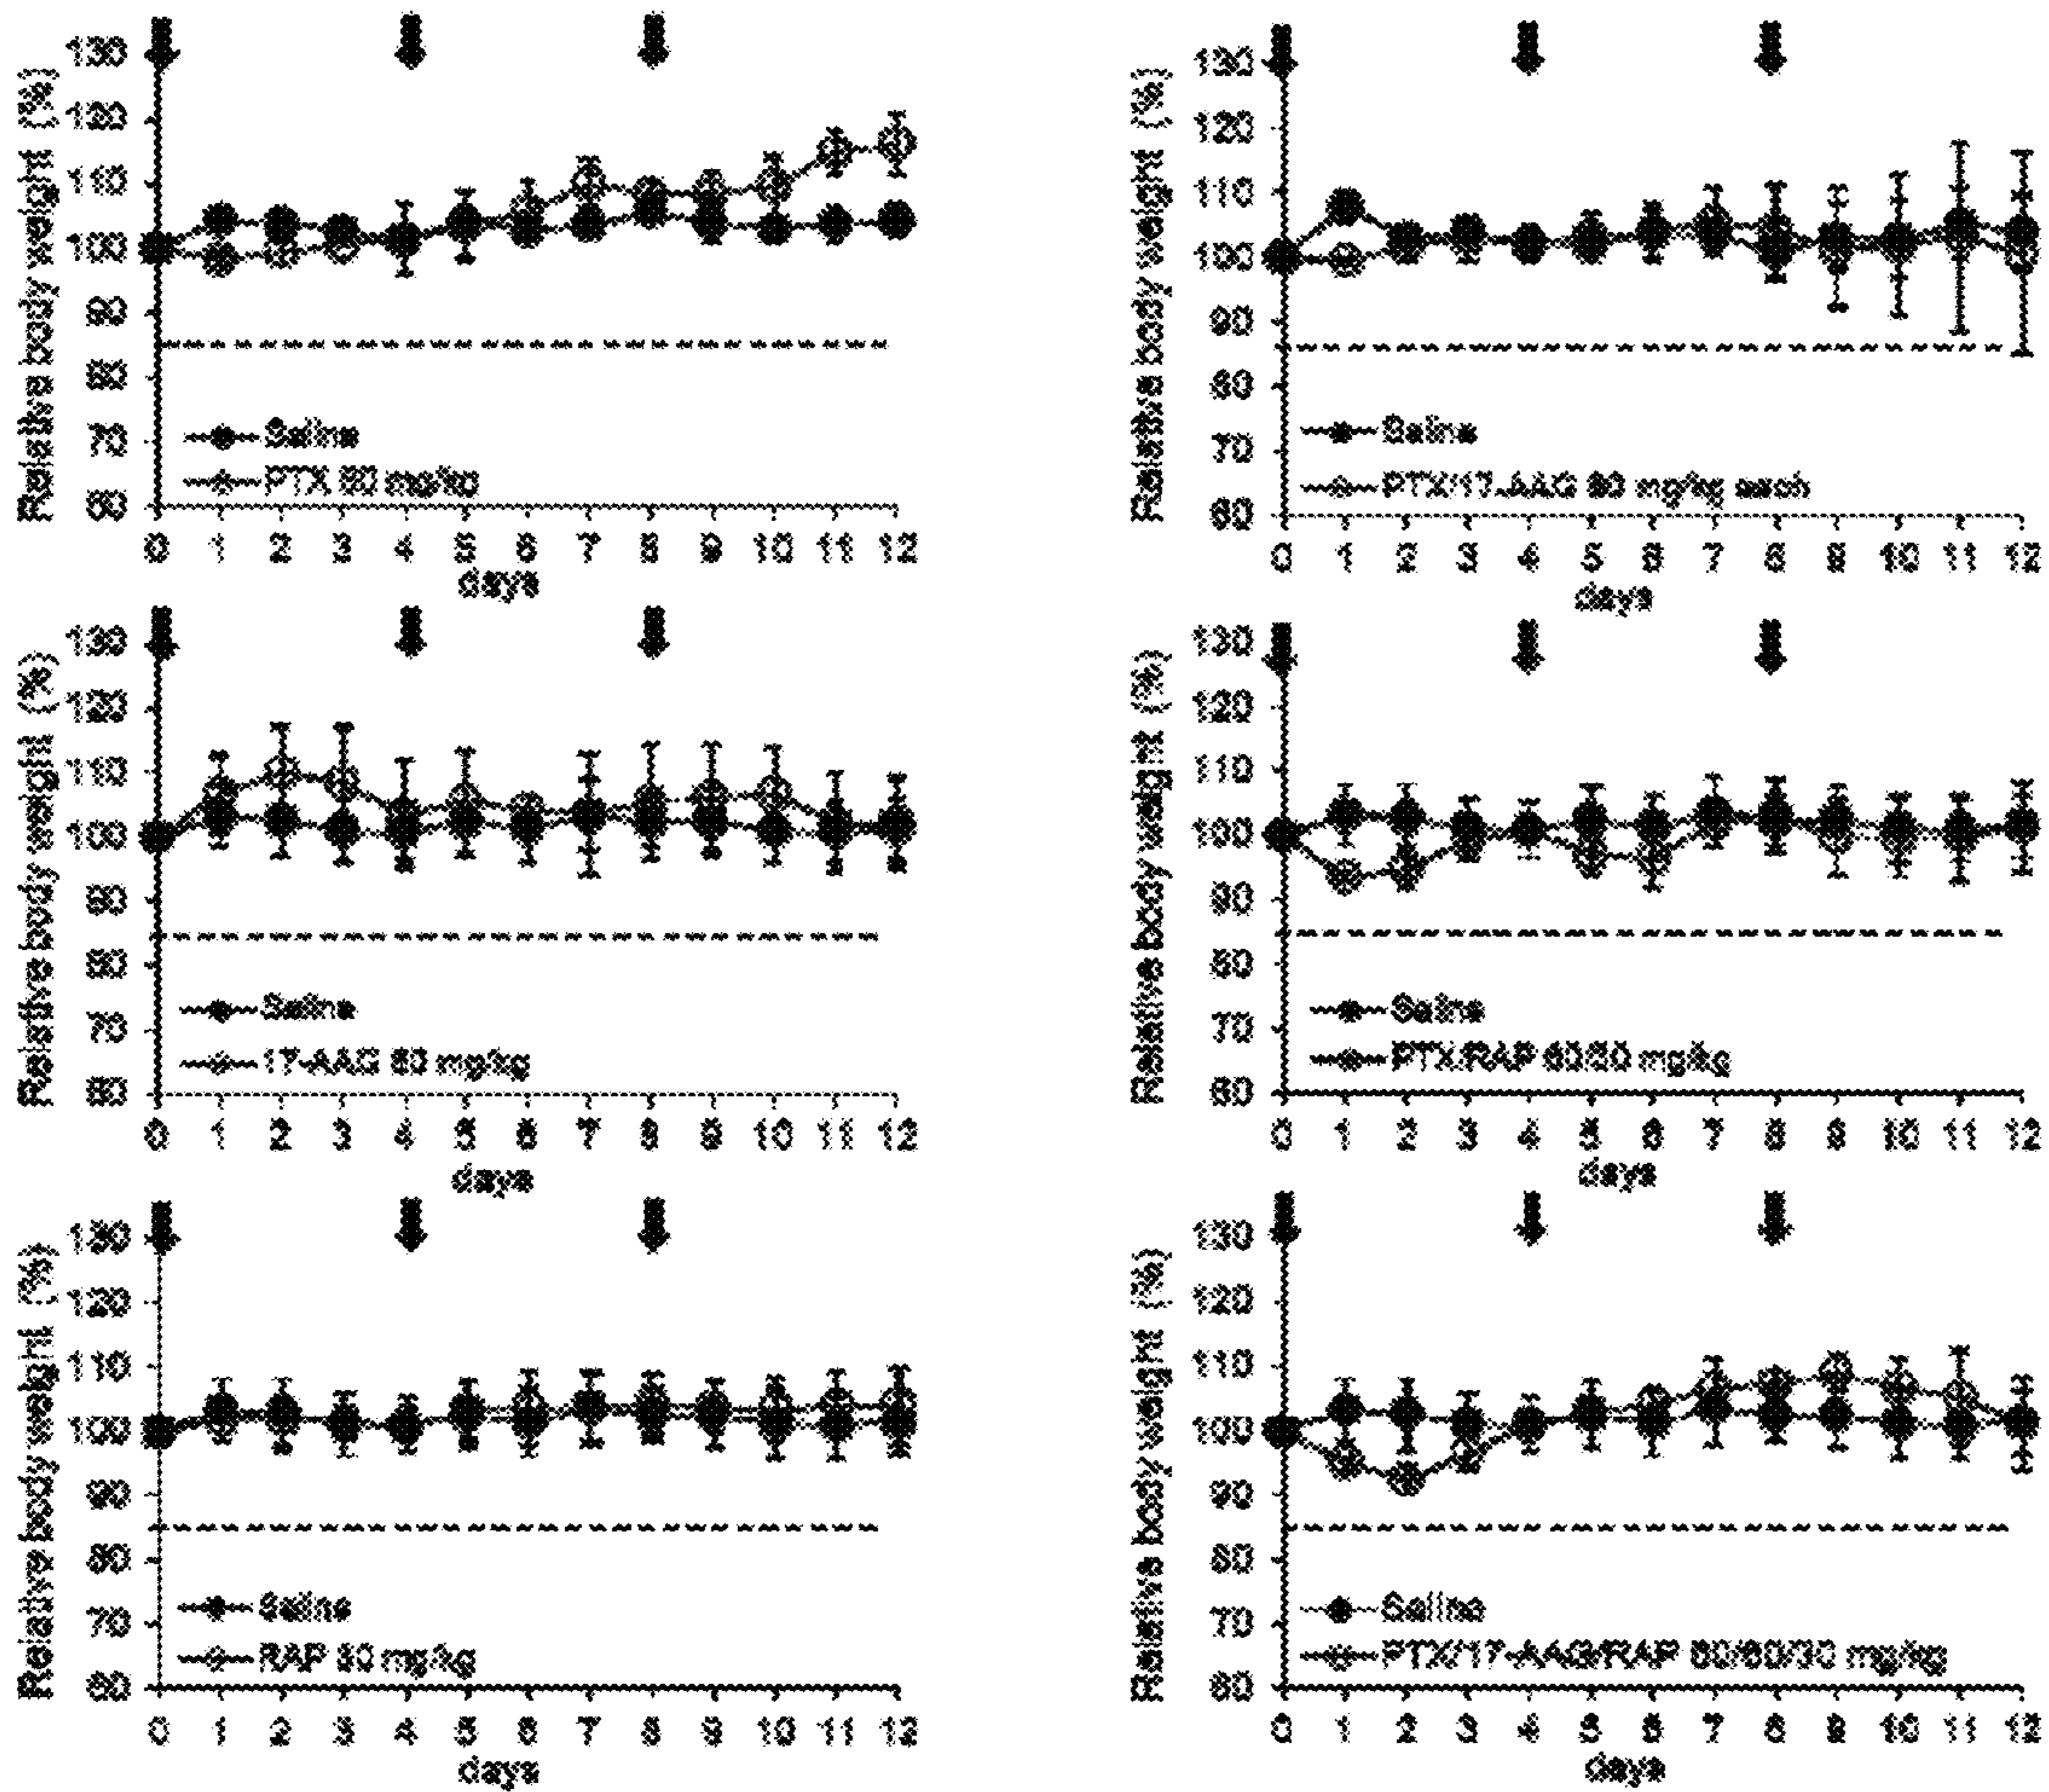 Relative body weight (%)
130
120
110
100
90
80
70
60
Saline
PTX 60 mg/kg
0 1 2 3 4 5 6 7 8 9 10 11 12
days
Relative body weight (%)
130
120
110
100
90
80
70
60
Saline
PTX/17-AAG 60 mg/kg each
0 1 2 3 4 5 6 7 8 9 10 11 12
days
Relative body weight (%)
130
120
110
100
90
80
70
60
Saline
17-AAG 60 mg/kg
0 1 2 3 4 5 6 7 8 9 10 11 12
days
Relative body weight (%)
130
120
110
100
90
80
70
60
Saline
PTX/RAP 60/30 mg/kg
0 1 2 3 4 5 6 7 8 9 10 11 12
days
Relative body weight (%)
130
120
110
100
90
80
70
60
Saline
RAP 30 mg/kg
0 1 2 3 4 5 6 7 8 9 10 11 12
days
Relative body weight (%)
130
120
110
100
90
80
70
60
Saline
PTX/17-AAG/RAP 60/60/30 mg/kg
0 1 2 3 4 5 6 7 8 9 10 11 12
days